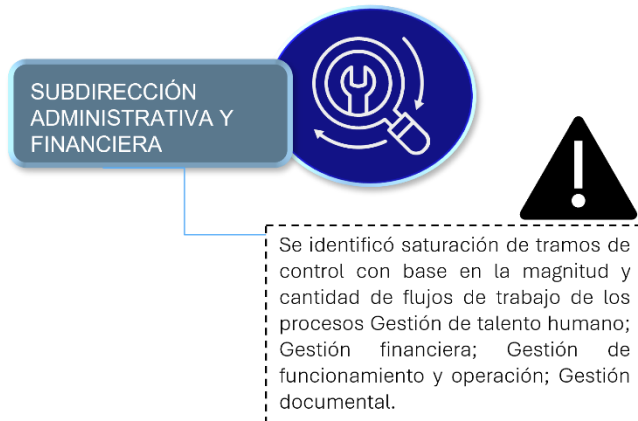 SUBDIRECCIÓN
ADMINISTRATIVA Y
FINANCIERA
Se identificó saturación de tramos de
control con base en la magnitud y
cantidad de flujos de trabajo de los
procesos Gestión de talento humano;
Gestión financiera; Gestión de
funcionamiento y operación; Gestión
documental.